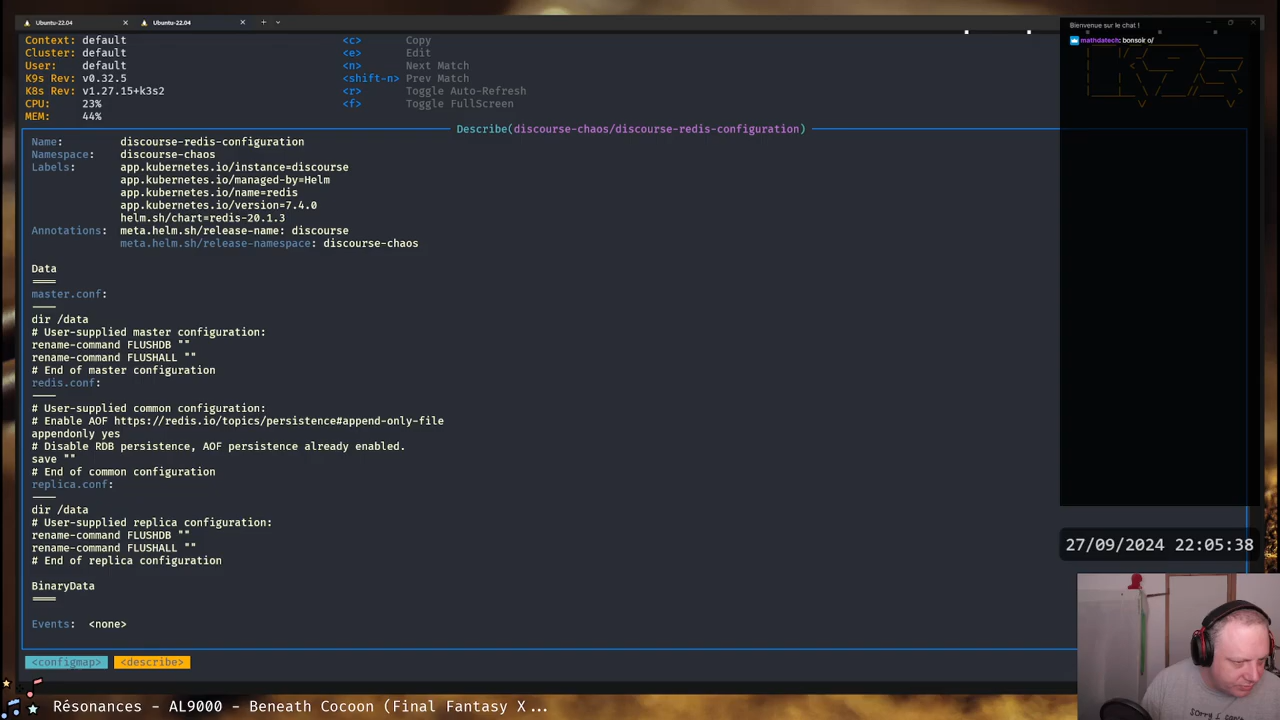 Ubuntu-22.04 × Ubuntu-22.04 × + ⌄
Context: default <c> Copy
Cluster: default <e> Edit
User: default <n> Next Match
K9s Rev: v0.32.5 <shift-n> Prev Match
K8s Rev: v1.27.15+k3s2 <r> Toggle Auto-Refresh
CPU: 23% <f> Toggle FullScreen
MEM: 44%
Bienvenue sur le chat !
mathdatech: bonsoir o/
Describe(discourse-chaos/discourse-redis-configuration)
Name: discourse-redis-configuration
Namespace: discourse-chaos
Labels: app.kubernetes.io/instance=discourse
app.kubernetes.io/managed-by=Helm
app.kubernetes.io/name=redis
app.kubernetes.io/version=7.4.0
helm.sh/chart=redis-20.1.3
Annotations: meta.helm.sh/release-name: discourse
meta.helm.sh/release-namespace: discourse-chaos
Data
====
master.conf:
----
dir /data
# User-supplied master configuration:
rename-command FLUSHDB ""
rename-command FLUSHALL ""
# End of master configuration
redis.conf:
----
# User-supplied common configuration:
# Enable AOF https://redis.io/topics/persistence#append-only-file
appendonly yes
# Disable RDB persistence, AOF persistence already enabled.
save ""
# End of common configuration
replica.conf:
----
dir /data
# User-supplied replica configuration:
rename-command FLUSHDB ""
rename-command FLUSHALL ""
# End of replica configuration
BinaryData
====
Events: <none>
<configmap> <describe>
27/09/2024 22:05:38
Résonances - AL9000 - Beneath Cocoon (Final Fantasy X...